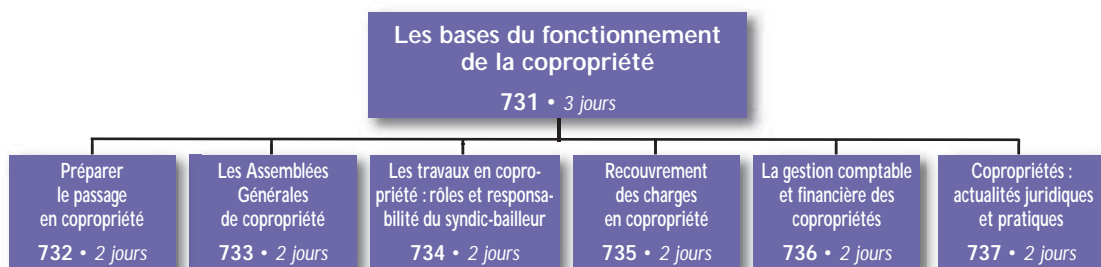 Les bases du fonctionnement
de la copropriété
731 • 3 jours
Préparer
le passage
en copropriété
732 • 2 jours
Les Assemblées
Générales
de copropriété
733 • 2 jours
Les travaux en copro-
priété : rôles et responsa-
bilité du syndic-bailleur
734 • 2 jours
Recouvrement
des charges
en copropriété
735 • 2 jours
La gestion comptable
et financière des
copropriétés
736 • 2 jours
Copropriétés :
actualités juridiques
et pratiques
737 • 2 jours